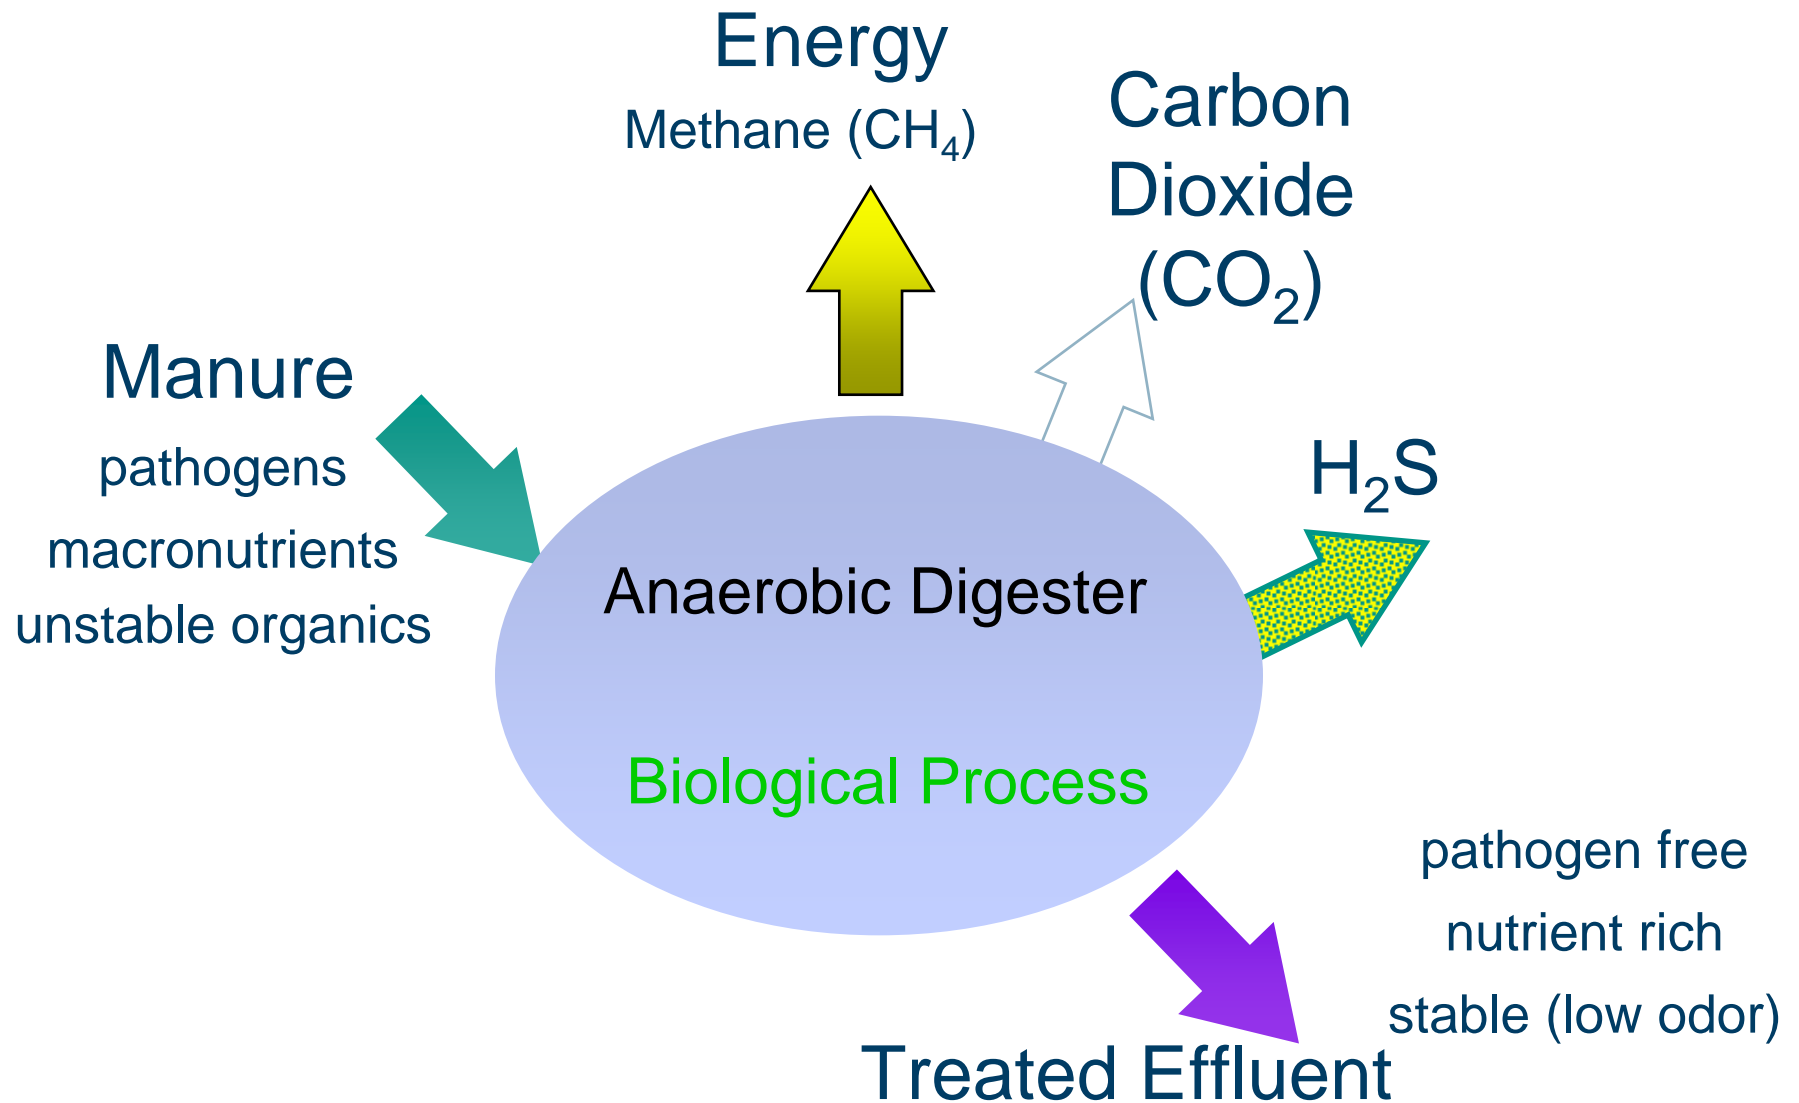 Energy
Methane (CH₄)
Carbon
Dioxide
(CO₂)
Manure
pathogens
macronutrients
unstable organics
H₂S
Anaerobic Digester
Biological Process
pathogen free
nutrient rich
stable (low odor)
Treated Effluent